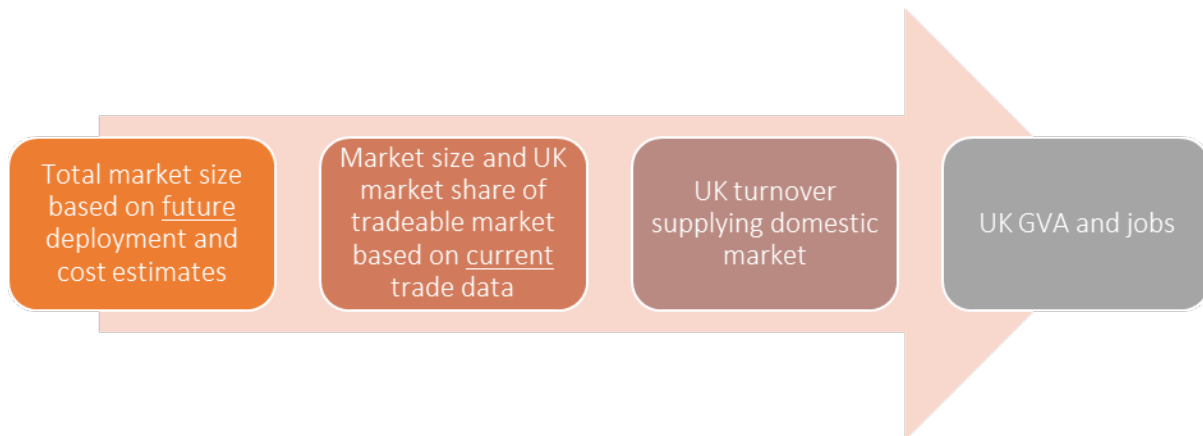 Total market size
based on future
deployment and
cost estimates
Market size and UK
market share of
tradeable market
based on current
trade data
UK turnover
supplying domestic
market
UK GVA and jobs